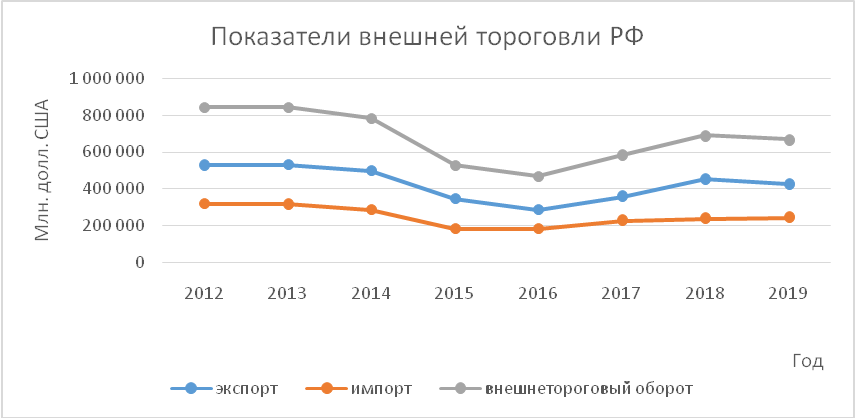 Показатели внешней тороговли РФ
Млн. долл. США
1 000 000
800 000
600 000
400 000
200 000
0
2012 2013 2014 2015 2016 2017 2018 2019
Год
экспорт импорт внешнетороговый оборот